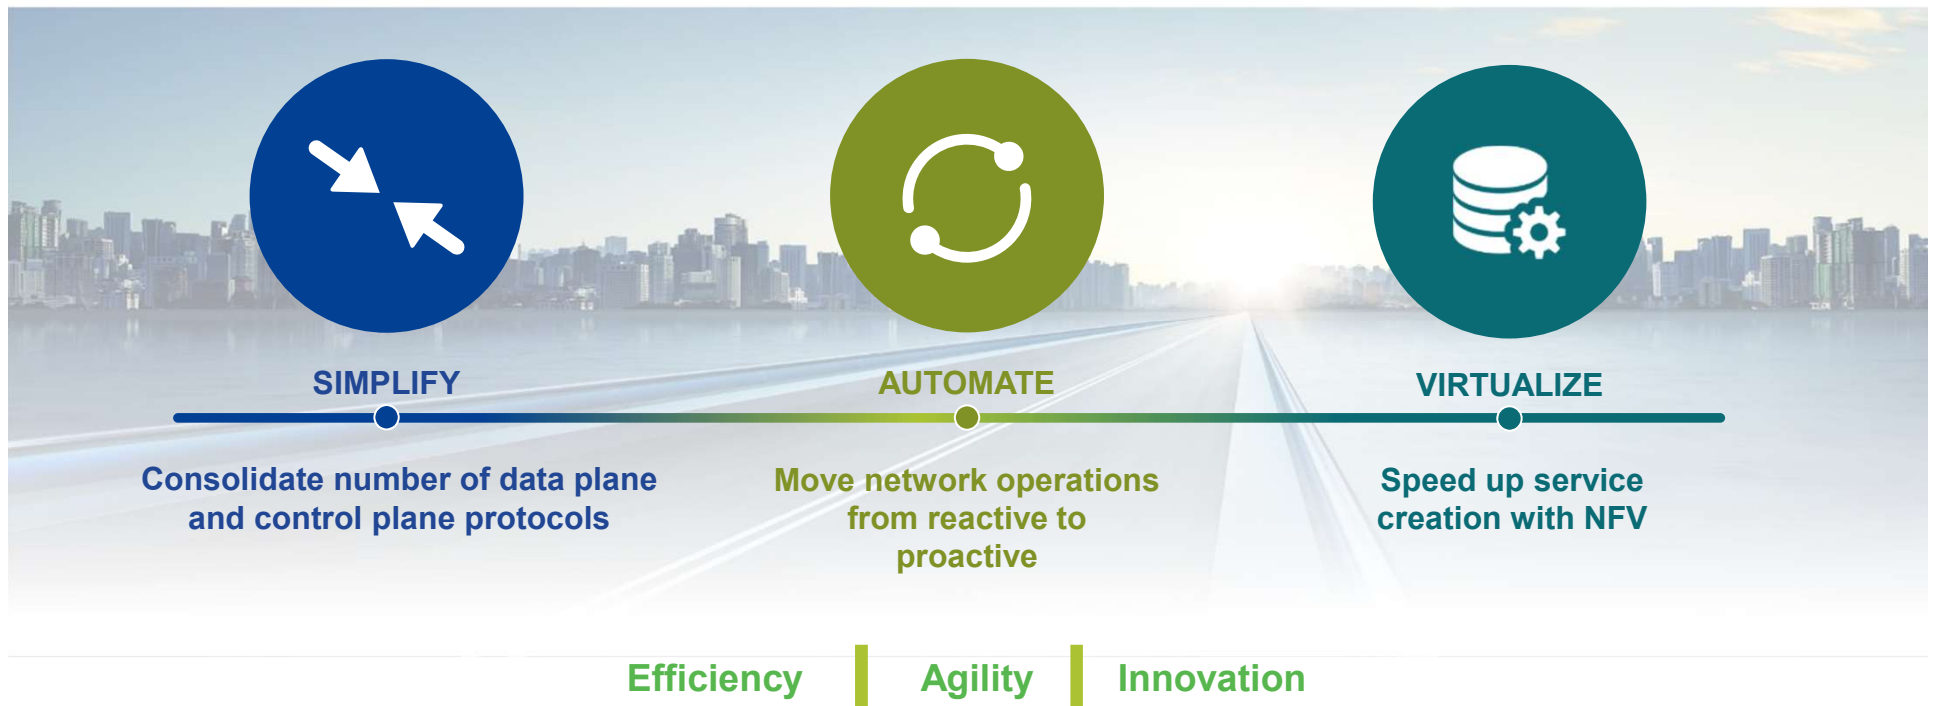 SIMPLIFY
AUTOMATE
VIRTUALIZE
Consolidate number of data plane
and control plane protocols
Move network operations
from reactive to
proactive
Speed up service
creation with NFV
Efficiency
Agility
Innovation